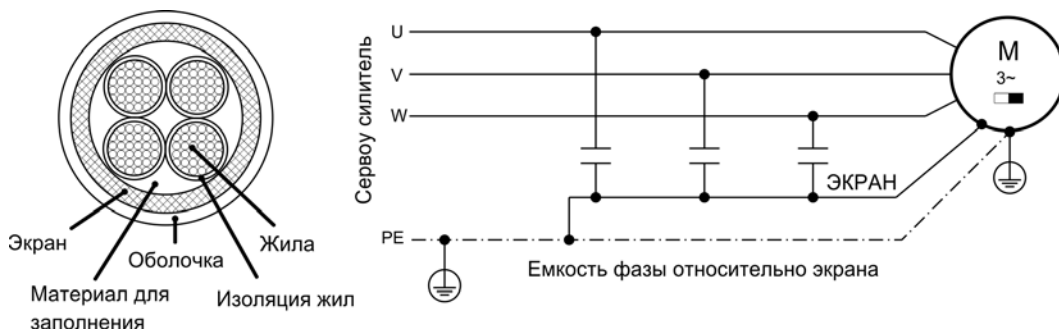 Экран
Оболочка
Жила
Материал для
заполнения
Изоляция жил
Сервоу силитель
U
V
W
PE
ЭКРАН
M
3~
Емкость фазы относительно экрана